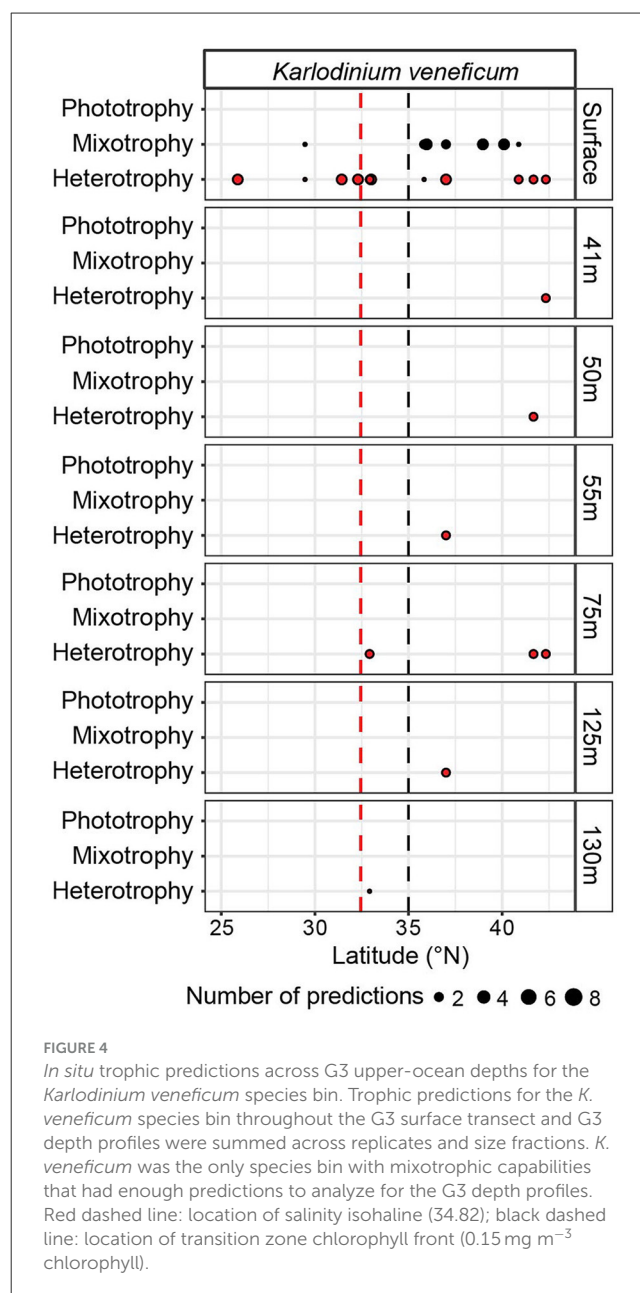 Karlodinium veneficum
Phototrophy
Mixotrophy
Heterotrophy
Surface
Phototrophy
Mixotrophy
Heterotrophy
41m
Phototrophy
Mixotrophy
Heterotrophy
50m
Phototrophy
Mixotrophy
Heterotrophy
55m
Phototrophy
Mixotrophy
Heterotrophy
75m
Phototrophy
Mixotrophy
Heterotrophy
125m
Phototrophy
Mixotrophy
Heterotrophy
130m
25 30 35 40
Latitude (°N)
Number of predictions 2 4 6 8
FIGURE 4
In situ trophic predictions across G3 upper-ocean depths for the
Karlodinium veneficum species bin. Trophic predictions for the K.
veneficum species bin throughout the G3 surface transect and G3
depth profiles were summed across replicates and size fractions. K.
veneficum was the only species bin with mixotrophic capabilities
that had enough predictions to analyze for the G3 depth profiles.
Red dashed line: location of salinity isohaline (34.82); black dashed
line: location of transition zone chlorophyll front (0.15 mg m⁻³
chlorophyll).